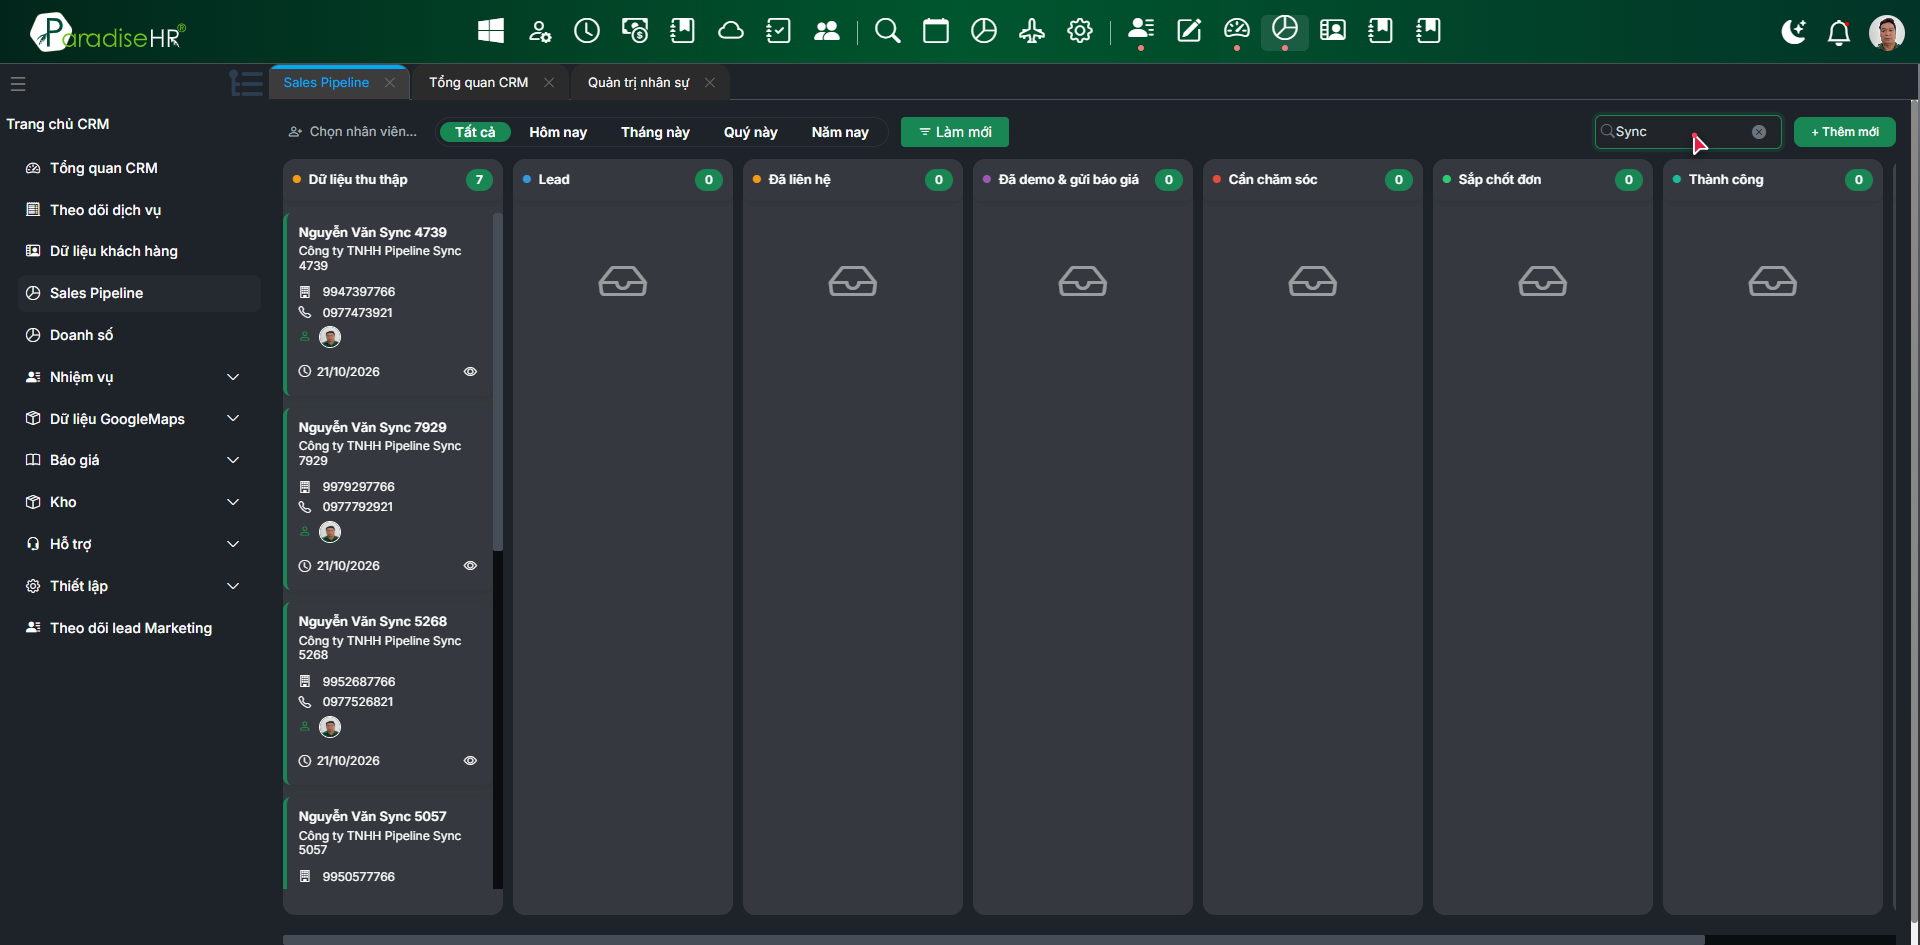 ParadiseHR®
Sales Pipeline
Tổng quan CRM
Quản trị nhân sự
Trang chủ CRM
Tổng quan CRM
Theo dõi dịch vụ
Dữ liệu khách hàng
Sales Pipeline
Doanh số
Nhiệm vụ
Dữ liệu GoogleMaps
Báo giá
Kho
Hỗ trợ
Thiết lập
Theo dõi lead Marketing
Chọn nhân viên...
Tất cả
Hôm nay
Tháng này
Quý này
Năm nay
Làm mới
Sync
+ Thêm mới
Dữ liệu thu thập 7
Lead 0
Đã liên hệ 0
Đã demo & gửi báo giá 0
Cần chăm sóc 0
Sắp chốt đơn 0
Thành công 0
Nguyễn Văn Sync 4739
Công ty TNHH Pipeline Sync
4739
9947397766
0977473921
21/10/2026
Nguyễn Văn Sync 7929
Công ty TNHH Pipeline Sync
7929
9979297766
0977792921
21/10/2026
Nguyễn Văn Sync 5268
Công ty TNHH Pipeline Sync
5268
9952687766
0977526821
21/10/2026
Nguyễn Văn Sync 5057
Công ty TNHH Pipeline Sync
5057
9950577766